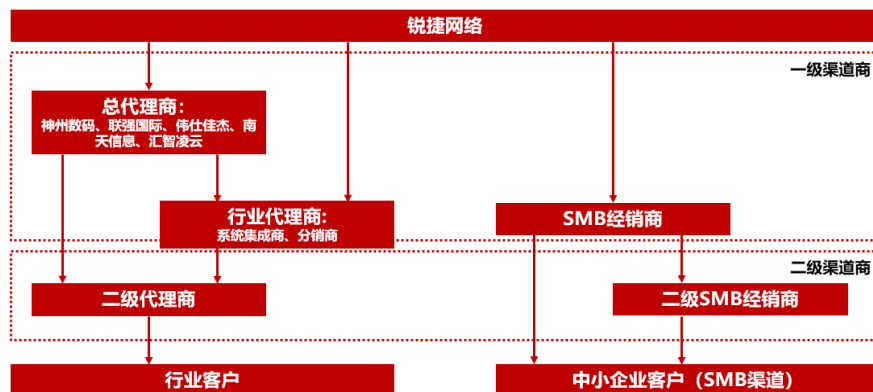 锐捷网络
一级渠道商
总代理商：
神州数码、联强国际、伟仕佳杰、南
天信息、汇智凌云
行业代理商:
系统集成商、分销商
SMB经销商
二级渠道商
二级代理商
二级SMB经销商
行业客户
中小企业客户（SMB渠道）